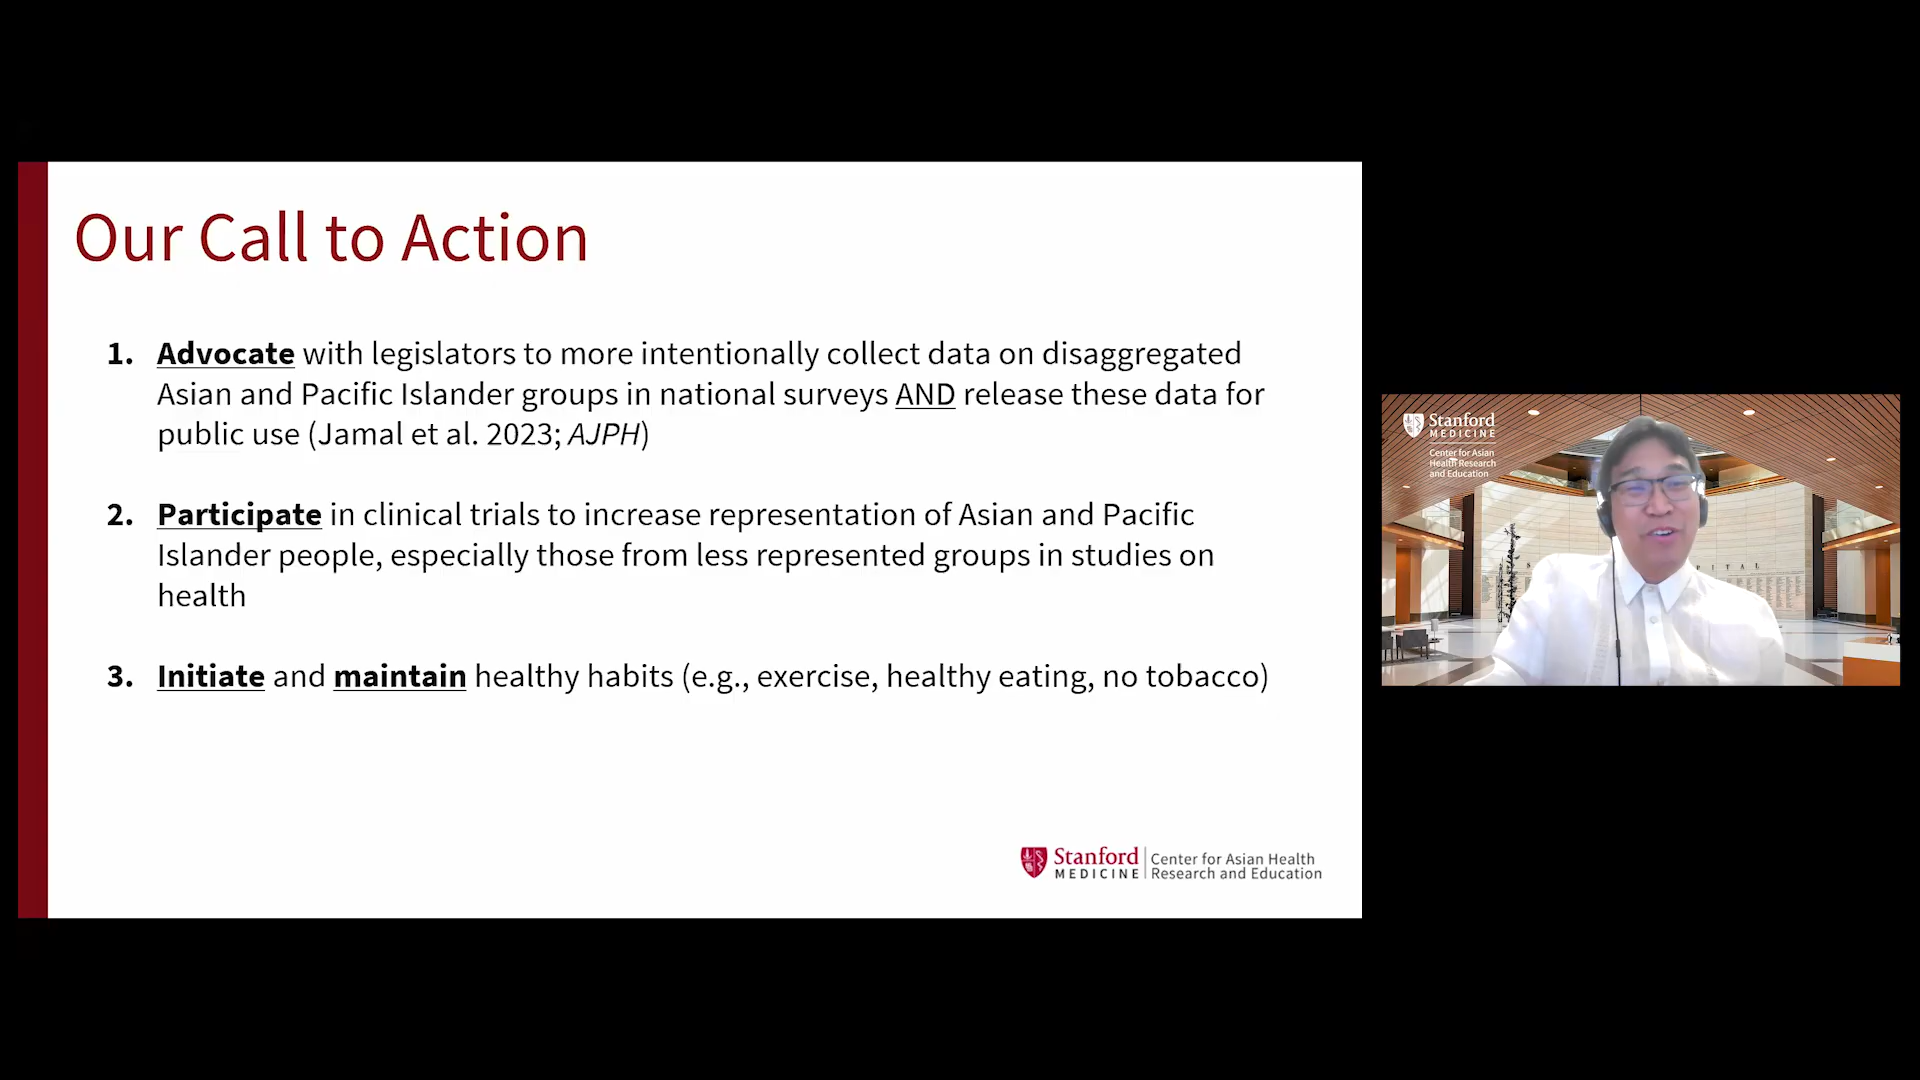 Our Call to Action
1. Advocate with legislators to more intentionally collect data on disaggregated
Asian and Pacific Islander groups in national surveys AND release these data for
public use (Jamal et al. 2023; AJPH)
2. Participate in clinical trials to increase representation of Asian and Pacific
Islander people, especially those from less represented groups in studies on
health
3. Initiate and maintain healthy habits (e.g., exercise, healthy eating, no tobacco)
Stanford
MEDICINE
Center for Asian Health
Research and Education
Stanford
MEDICINE
Center for Asian
Health Research
and Education